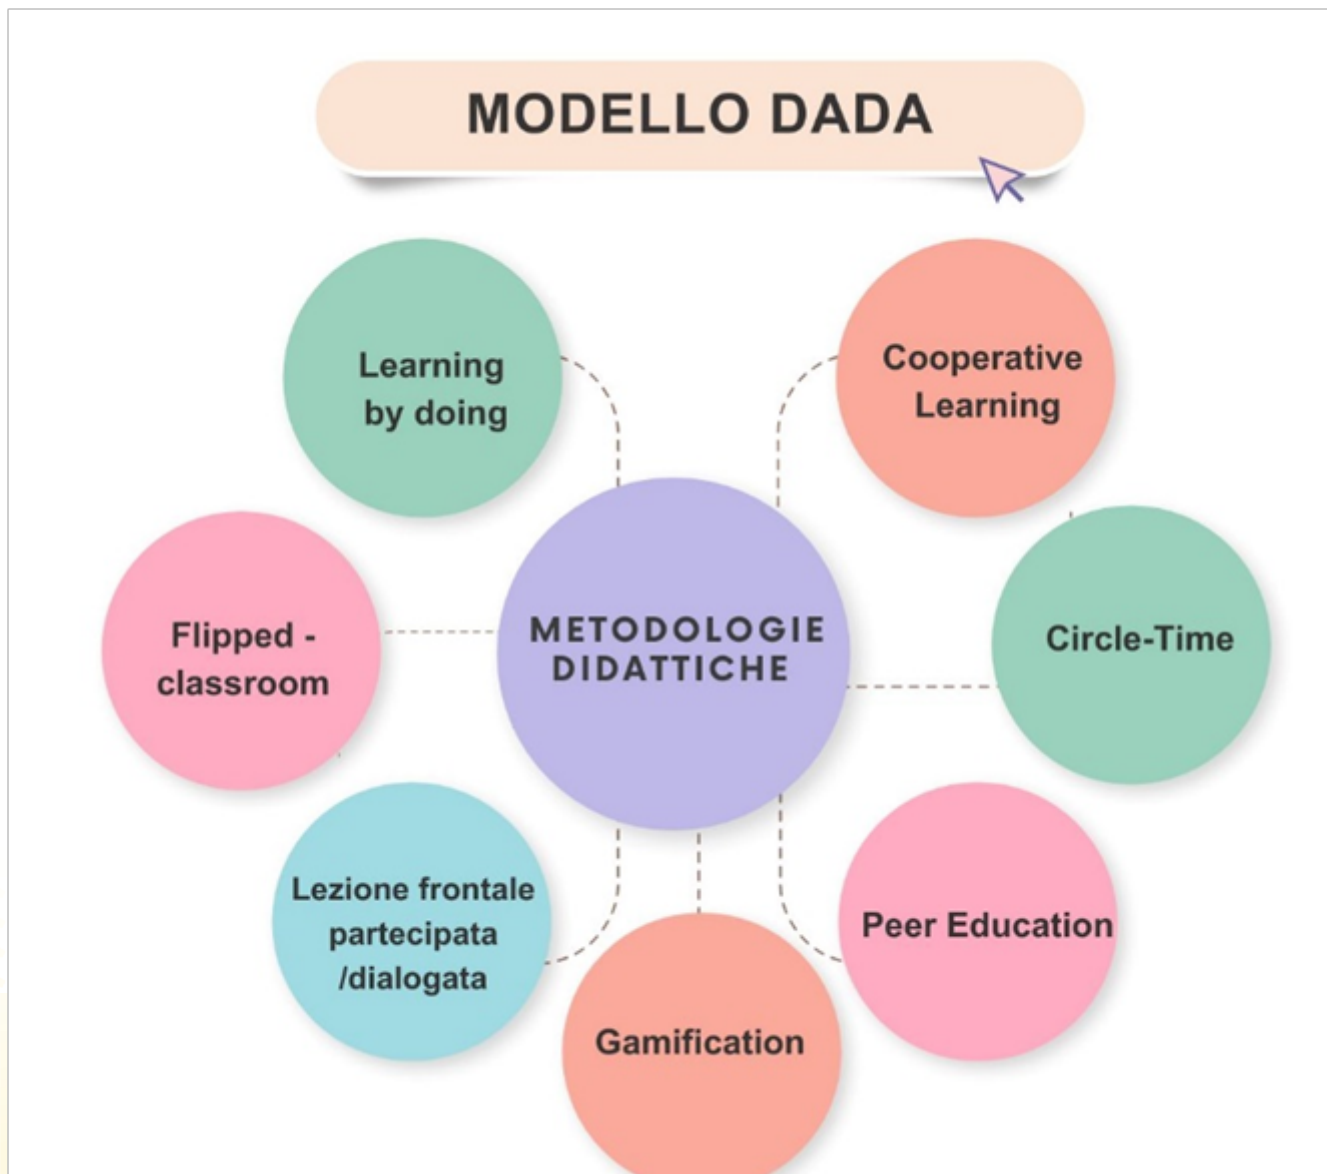 MODELLO DADA
Learning
by doing
Cooperative
Learning
Flipped -
classroom
METODOLOGIE
DIDATTICHE
Circle-Time
Lezione frontale
partecipata
/dialogata
Gamification
Peer Education